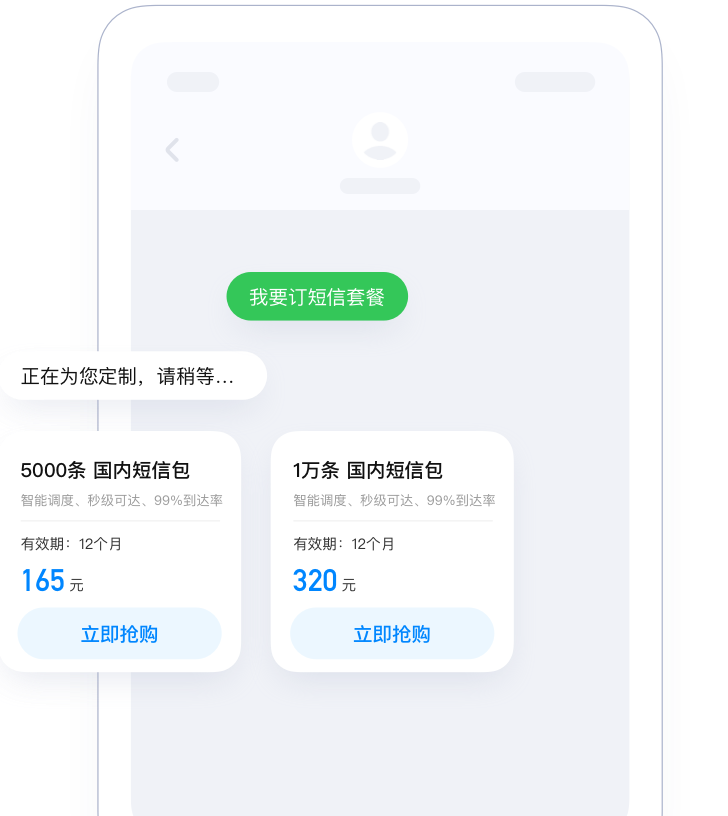 我要订短信套餐
正在为您定制，请稍等...
5000条 国内短信包
智能调度、秒级可达、99%到达率
有效期：12个月
165 元
立即抢购
1万条 国内短信包
智能调度、秒级可达、99%到达率
有效期：12个月
320 元
立即抢购